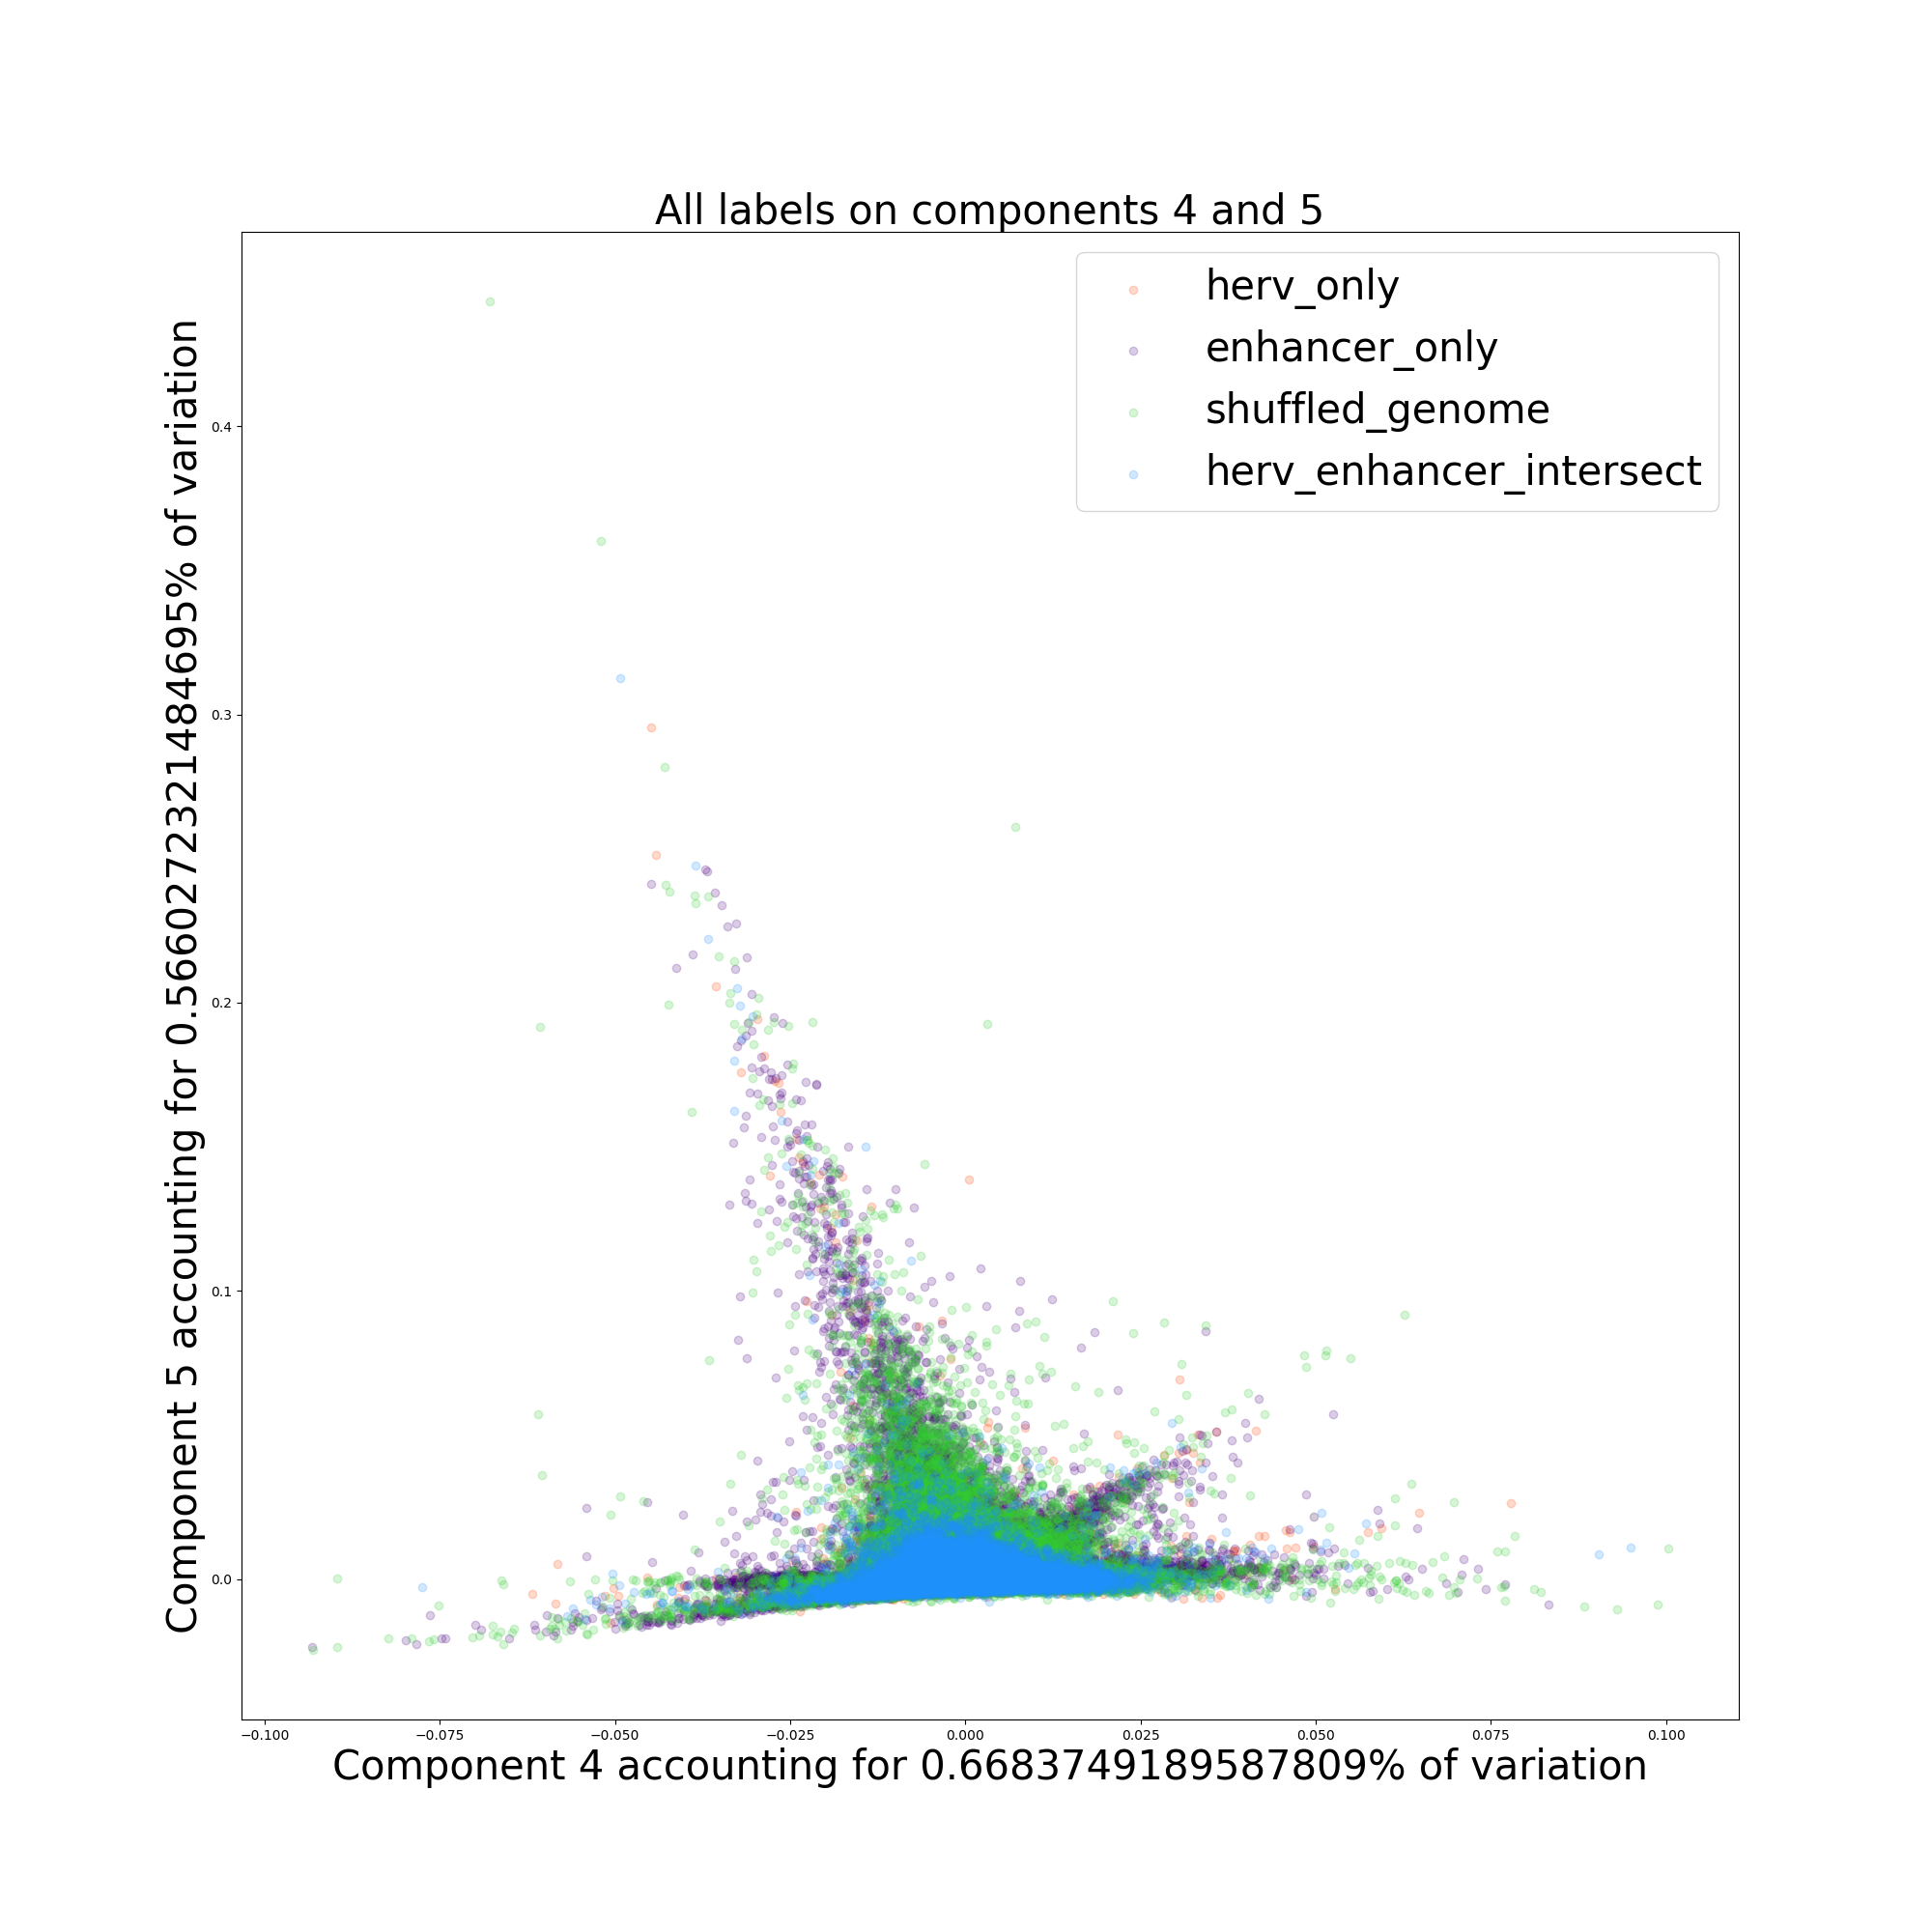 All labels on components 4 and 5
herv_only
enhancer_only
shuffled_genome
herv_enhancer_intersect
Component 5 accounting for 0.5660272321484695% of variation
0.4
0.3
0.2
0.1
0.0
−0.100 −0.075 −0.050 −0.025 0.000 0.025 0.050 0.075 0.100
Component 4 accounting for 0.6683749189587809% of variation